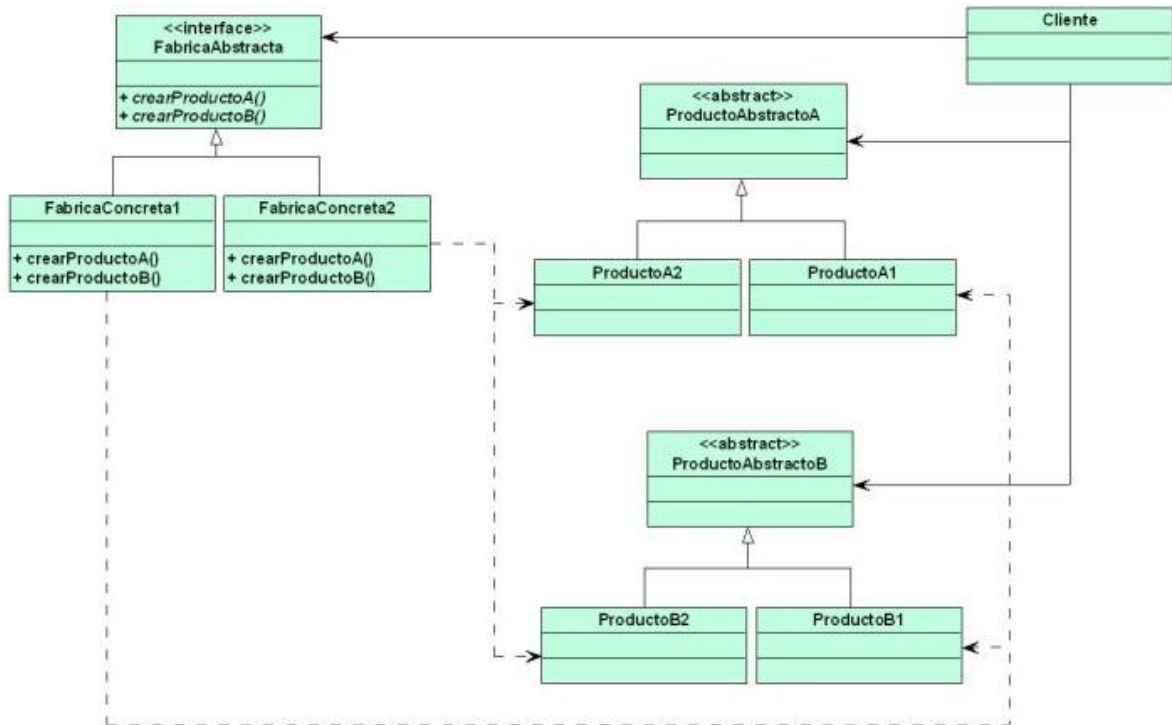 <<interface>>
FabricaAbstracta
+ crearProductoA()
+ crearProductoB()
Cliente
<<abstract>>
ProductoAbstractoA
FabricaConcreta1
+ crearProductoA()
+ crearProductoB()
FabricaConcreta2
+ crearProductoA()
+ crearProductoB()
ProductoA2
ProductoA1
<<abstract>>
ProductoAbstractoB
ProductoB2
ProductoB1